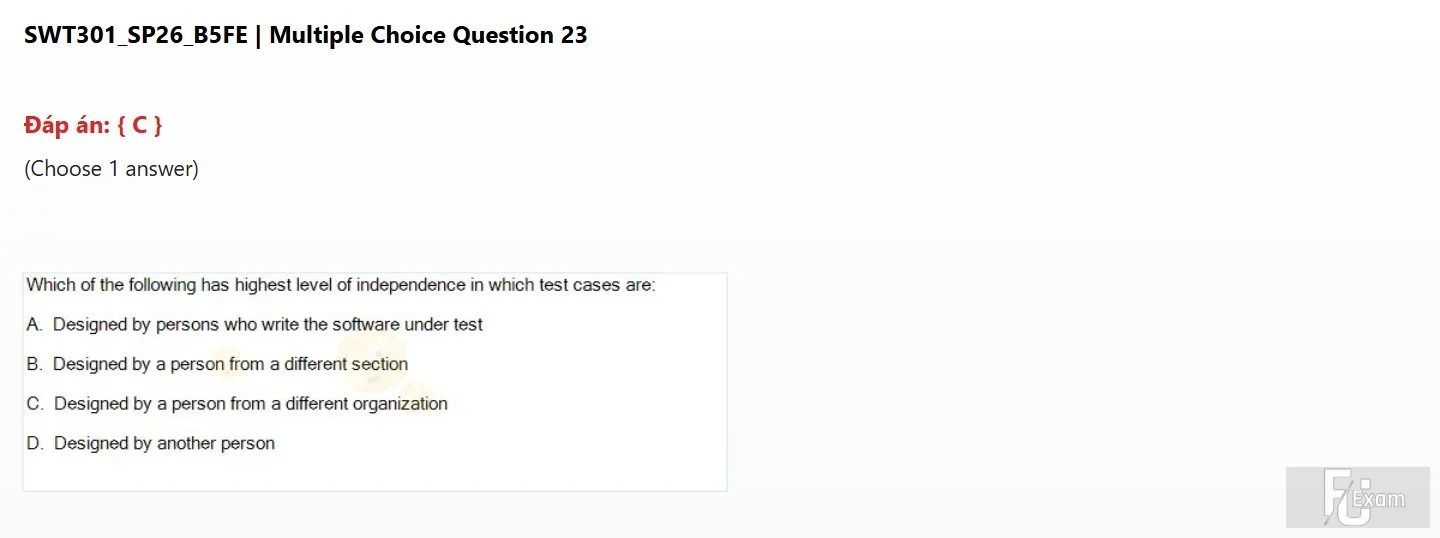 SWT301_SP26_B5FE | Multiple Choice Question 23
Đáp án: { C }
(Choose 1 answer)
Which of the following has highest level of independence in which test cases are:
A. Designed by persons who write the software under test
B. Designed by a person from a different section
C. Designed by a person from a different organization
D. Designed by another person
FU Exam